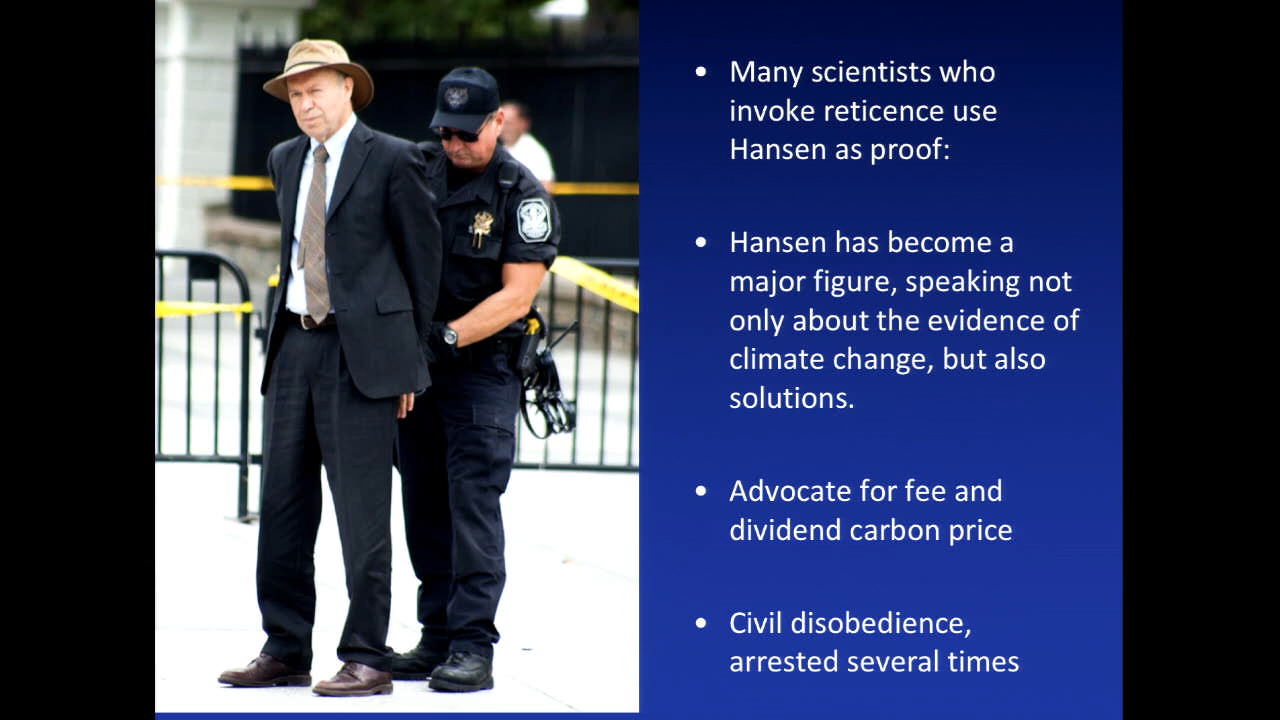 • Many scientists who
invoke reticence use
Hansen as proof:
• Hansen has become a
major figure, speaking not
only about the evidence of
climate change, but also
solutions.
• Advocate for fee and
dividend carbon price
• Civil disobedience,
arrested several times